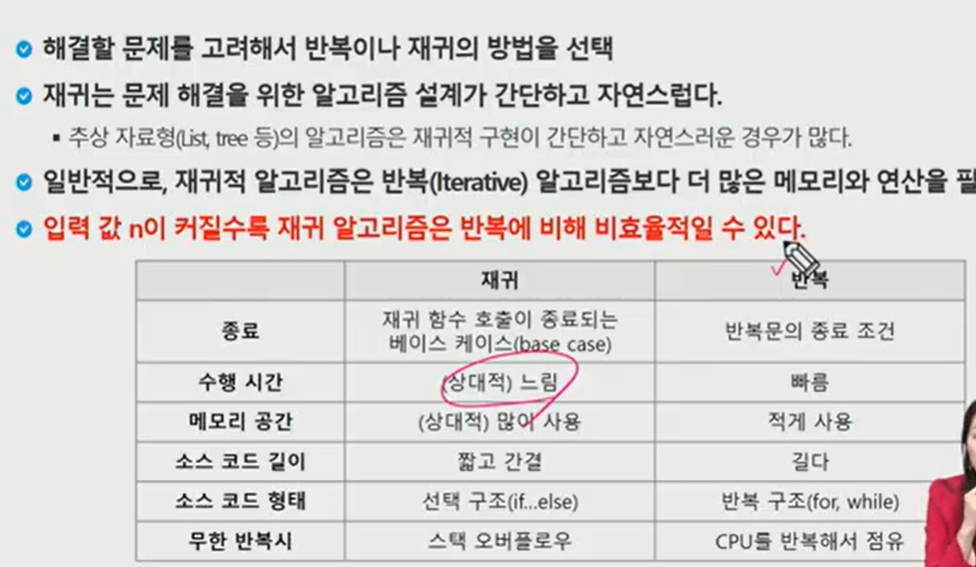 해결할 문제를 고려해서 반복이나 재귀의 방법을 선택
재귀는 문제 해결을 위한 알고리즘 설계가 간단하고 자연스럽다.
추상 자료형(List, tree 등)의 알고리즘은 재귀적 구현이 간단하고 자연스러운 경우가 많다.
일반적으로, 재귀적 알고리즘은 반복(Iterative) 알고리즘보다 더 많은 메모리와 연산을
입력 값 n이 커질수록 재귀 알고리즘은 반복에 비해 비효율적일 수 있다.
재귀 반복
종료 재귀 함수 호출이 종료되는 베이스 케이스(base case) 반복문의 종료 조건
수행 시간 (상대적) 느림 빠름
메모리 공간 (상대적) 많이 사용 적게 사용
소스 코드 길이 짧고 간결 길다
소스 코드 형태 선택 구조(if...else) 반복 구조(for, while)
무한 반복시 스택 오버플로우 CPU를 반복해서 점유